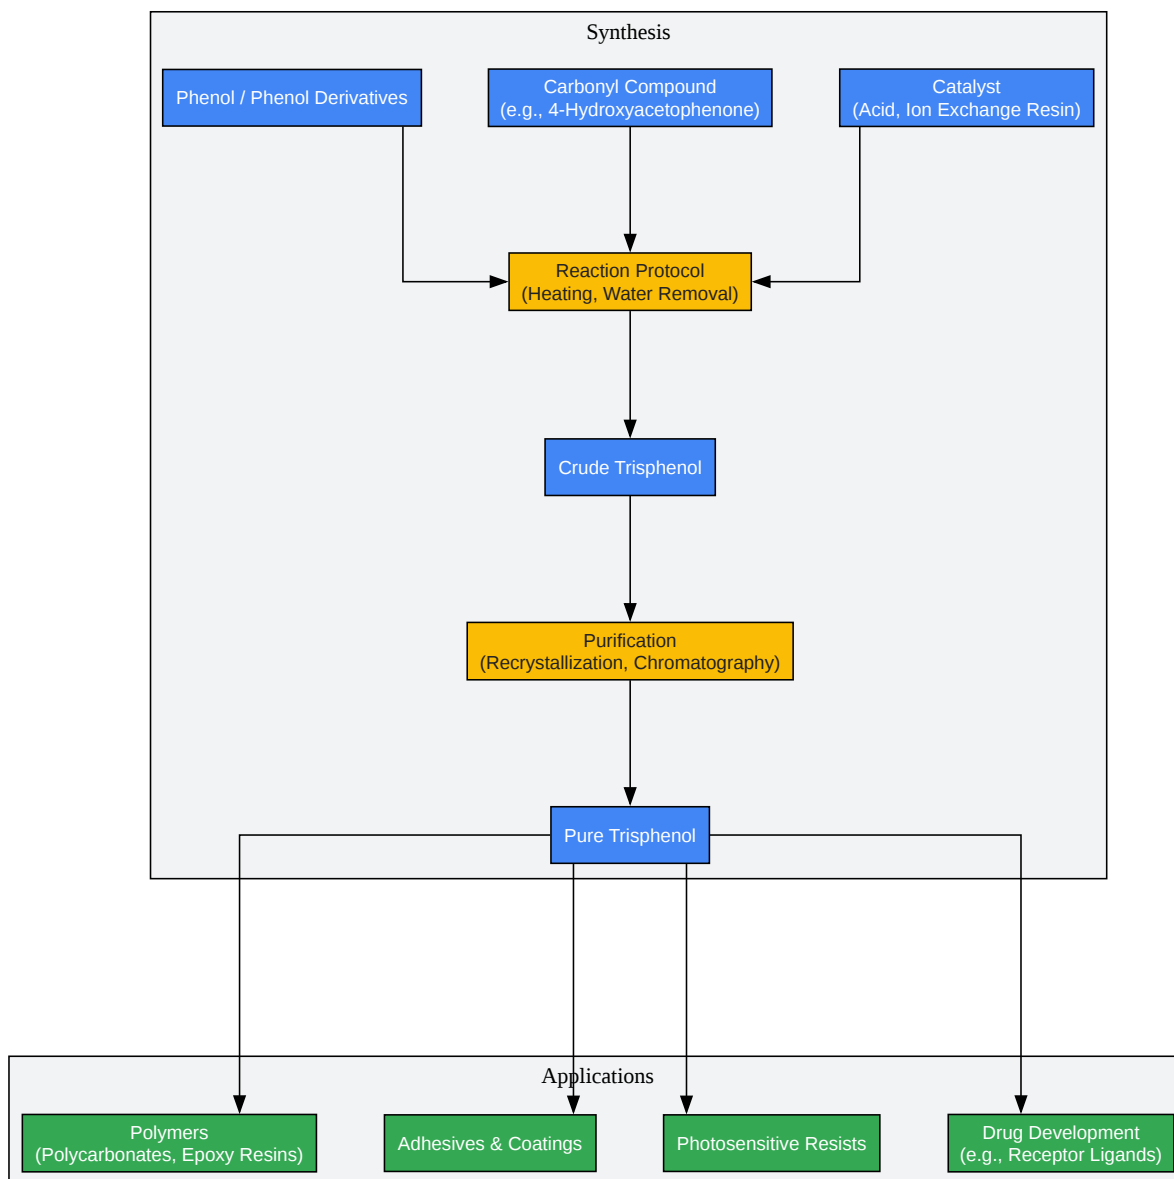 Synthesis
Phenol / Phenol Derivatives
Carbonyl Compound
(e.g., 4-Hydroxyacetophenone)
Catalyst
(Acid, Ion Exchange Resin)
Reaction Protocol
(Heating, Water Removal)
Crude Trisphenol
Purification
(Recrystallization, Chromatography)
Pure Trisphenol
Applications
Polymers
(Polycarbonates, Epoxy Resins)
Adhesives & Coatings
Photosensitive Resists
Drug Development
(e.g., Receptor Ligands)